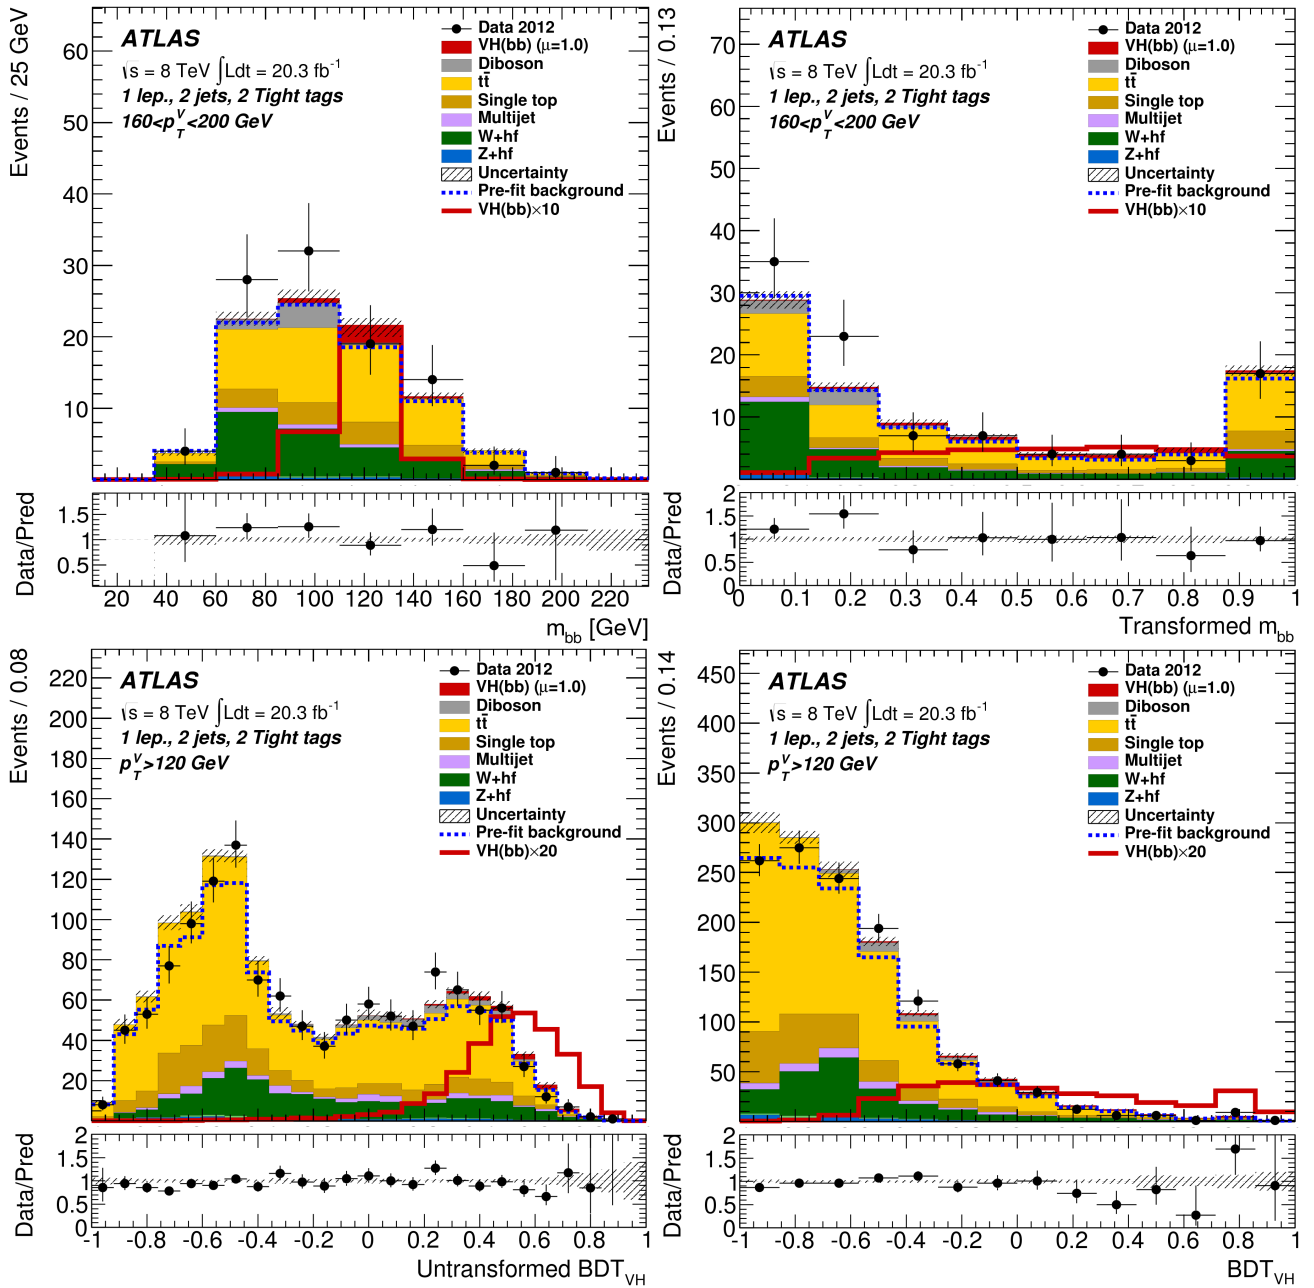 Events / 25 GeV
60
50
40
30
20
10
ATLAS
√s = 8 TeV ∫Ldt = 20.3 fb⁻¹
1 lep., 2 jets, 2 Tight tags
160<p_T^V<200 GeV
Data 2012
VH(bb) (μ=1.0)
Diboson
tt̄
Single top
Multijet
W+hf
Z+hf
Uncertainty
Pre-fit background
VH(bb)×10
Data/Pred
1.5
1
0.5
20 40 60 80 100 120 140 160 180 200 220
m_bb [GeV]
Events / 0.13
70
60
50
40
30
20
10
ATLAS
√s = 8 TeV ∫Ldt = 20.3 fb⁻¹
1 lep., 2 jets, 2 Tight tags
160<p_T^V<200 GeV
Data 2012
VH(bb) (μ=1.0)
Diboson
tt̄
Single top
Multijet
W+hf
Z+hf
Uncertainty
Pre-fit background
VH(bb)×10
Data/Pred
2
1.5
1
0.5
0
0 0.1 0.2 0.3 0.4 0.5 0.6 0.7 0.8 0.9 1
Transformed m_bb
Events / 0.08
220
200
180
160
140
120
100
80
60
40
20
ATLAS
√s = 8 TeV ∫Ldt = 20.3 fb⁻¹
1 lep., 2 jets, 2 Tight tags
p_T^V>120 GeV
Data 2012
VH(bb) (μ=1.0)
Diboson
tt̄
Single top
Multijet
W+hf
Z+hf
Uncertainty
Pre-fit background
VH(bb)×20
Data/Pred
2
1.5
1
0.5
0
-1 -0.8 -0.6 -0.4 -0.2 0 0.2 0.4 0.6 0.8 1
Untransformed BDT_VH
Events / 0.14
450
400
350
300
250
200
150
100
50
ATLAS
√s = 8 TeV ∫Ldt = 20.3 fb⁻¹
1 lep., 2 jets, 2 Tight tags
p_T^V>120 GeV
Data 2012
VH(bb) (μ=1.0)
Diboson
tt̄
Single top
Multijet
W+hf
Z+hf
Uncertainty
Pre-fit background
VH(bb)×20
Data/Pred
2
1.5
1
0.5
0
-1 -0.8 -0.6 -0.4 -0.2 0 0.2 0.4 0.6 0.8 1
BDT_VH